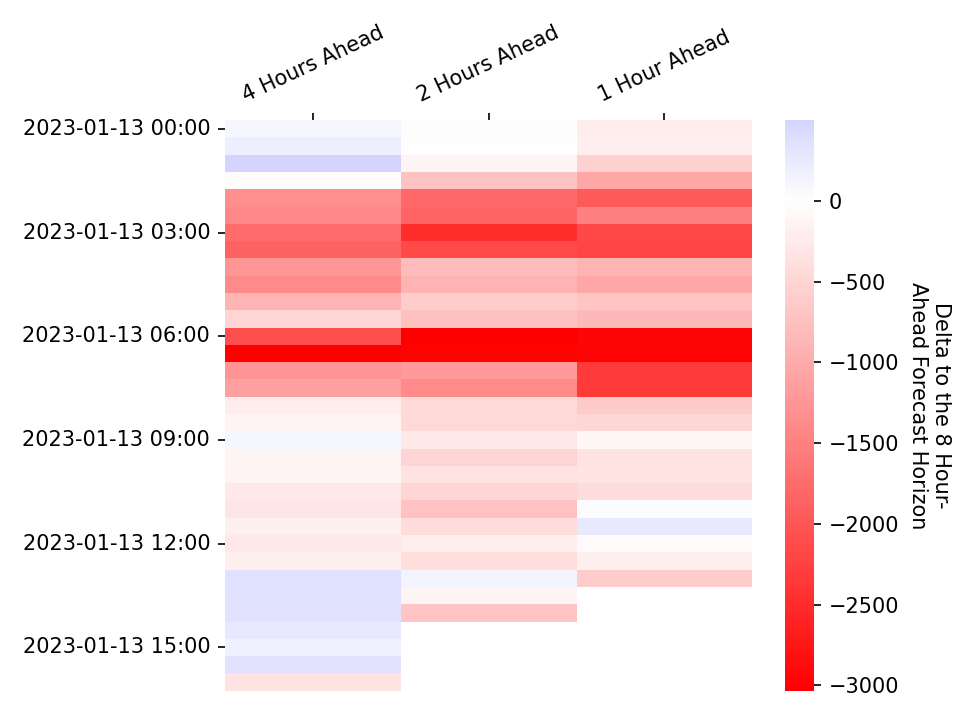 4 Hours Ahead
2 Hours Ahead
1 Hour Ahead
2023-01-13 00:00
2023-01-13 03:00
2023-01-13 06:00
2023-01-13 09:00
2023-01-13 12:00
2023-01-13 15:00
0
−500
−1000
−1500
−2000
−2500
−3000
Delta to the 8 Hour-
Ahead Forecast Horizon